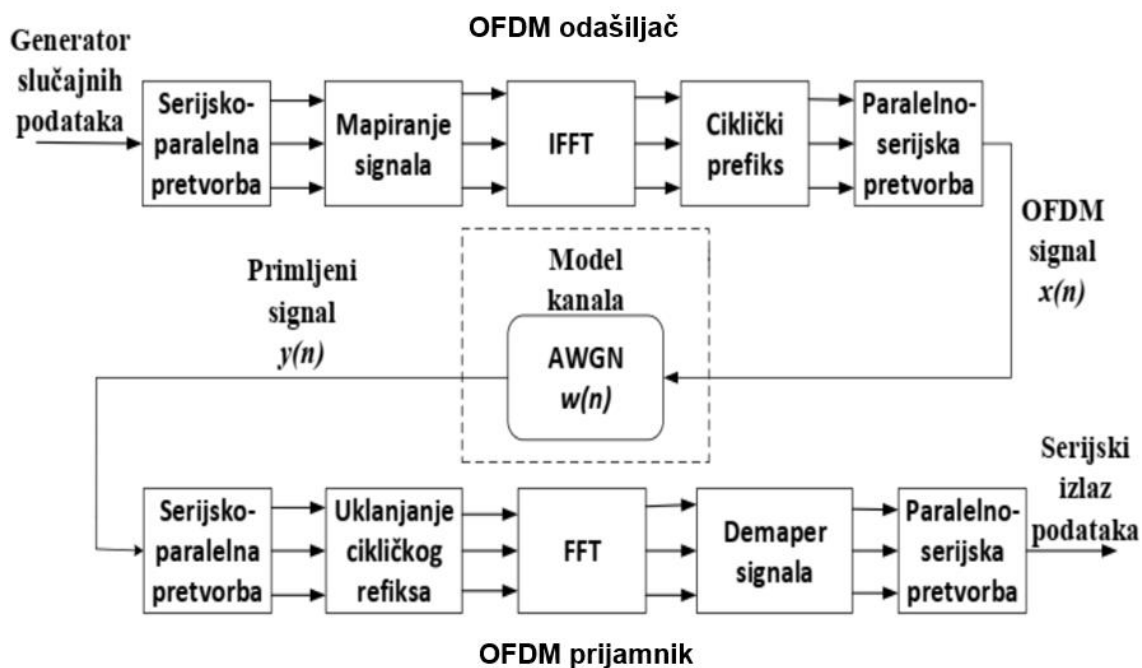 OFDM odašiljač
Generator
slučajnih
podataka
Serijsko-
paralelna
pretvorba
Mapiranje
signala
IFFT
Ciklički
prefiks
Paralelno-
serijska
pretvorba
OFDM
signal
x(n)
Model
kanala
AWGN
w(n)
Primljeni
signal
y(n)
Serijsko-
paralelna
pretvorba
Uklanjanje
cikličkog
refiksa
FFT
Demaper
signala
Paralelno-
serijska
pretvorba
Serijski
izlaz
podataka
OFDM prijamnik